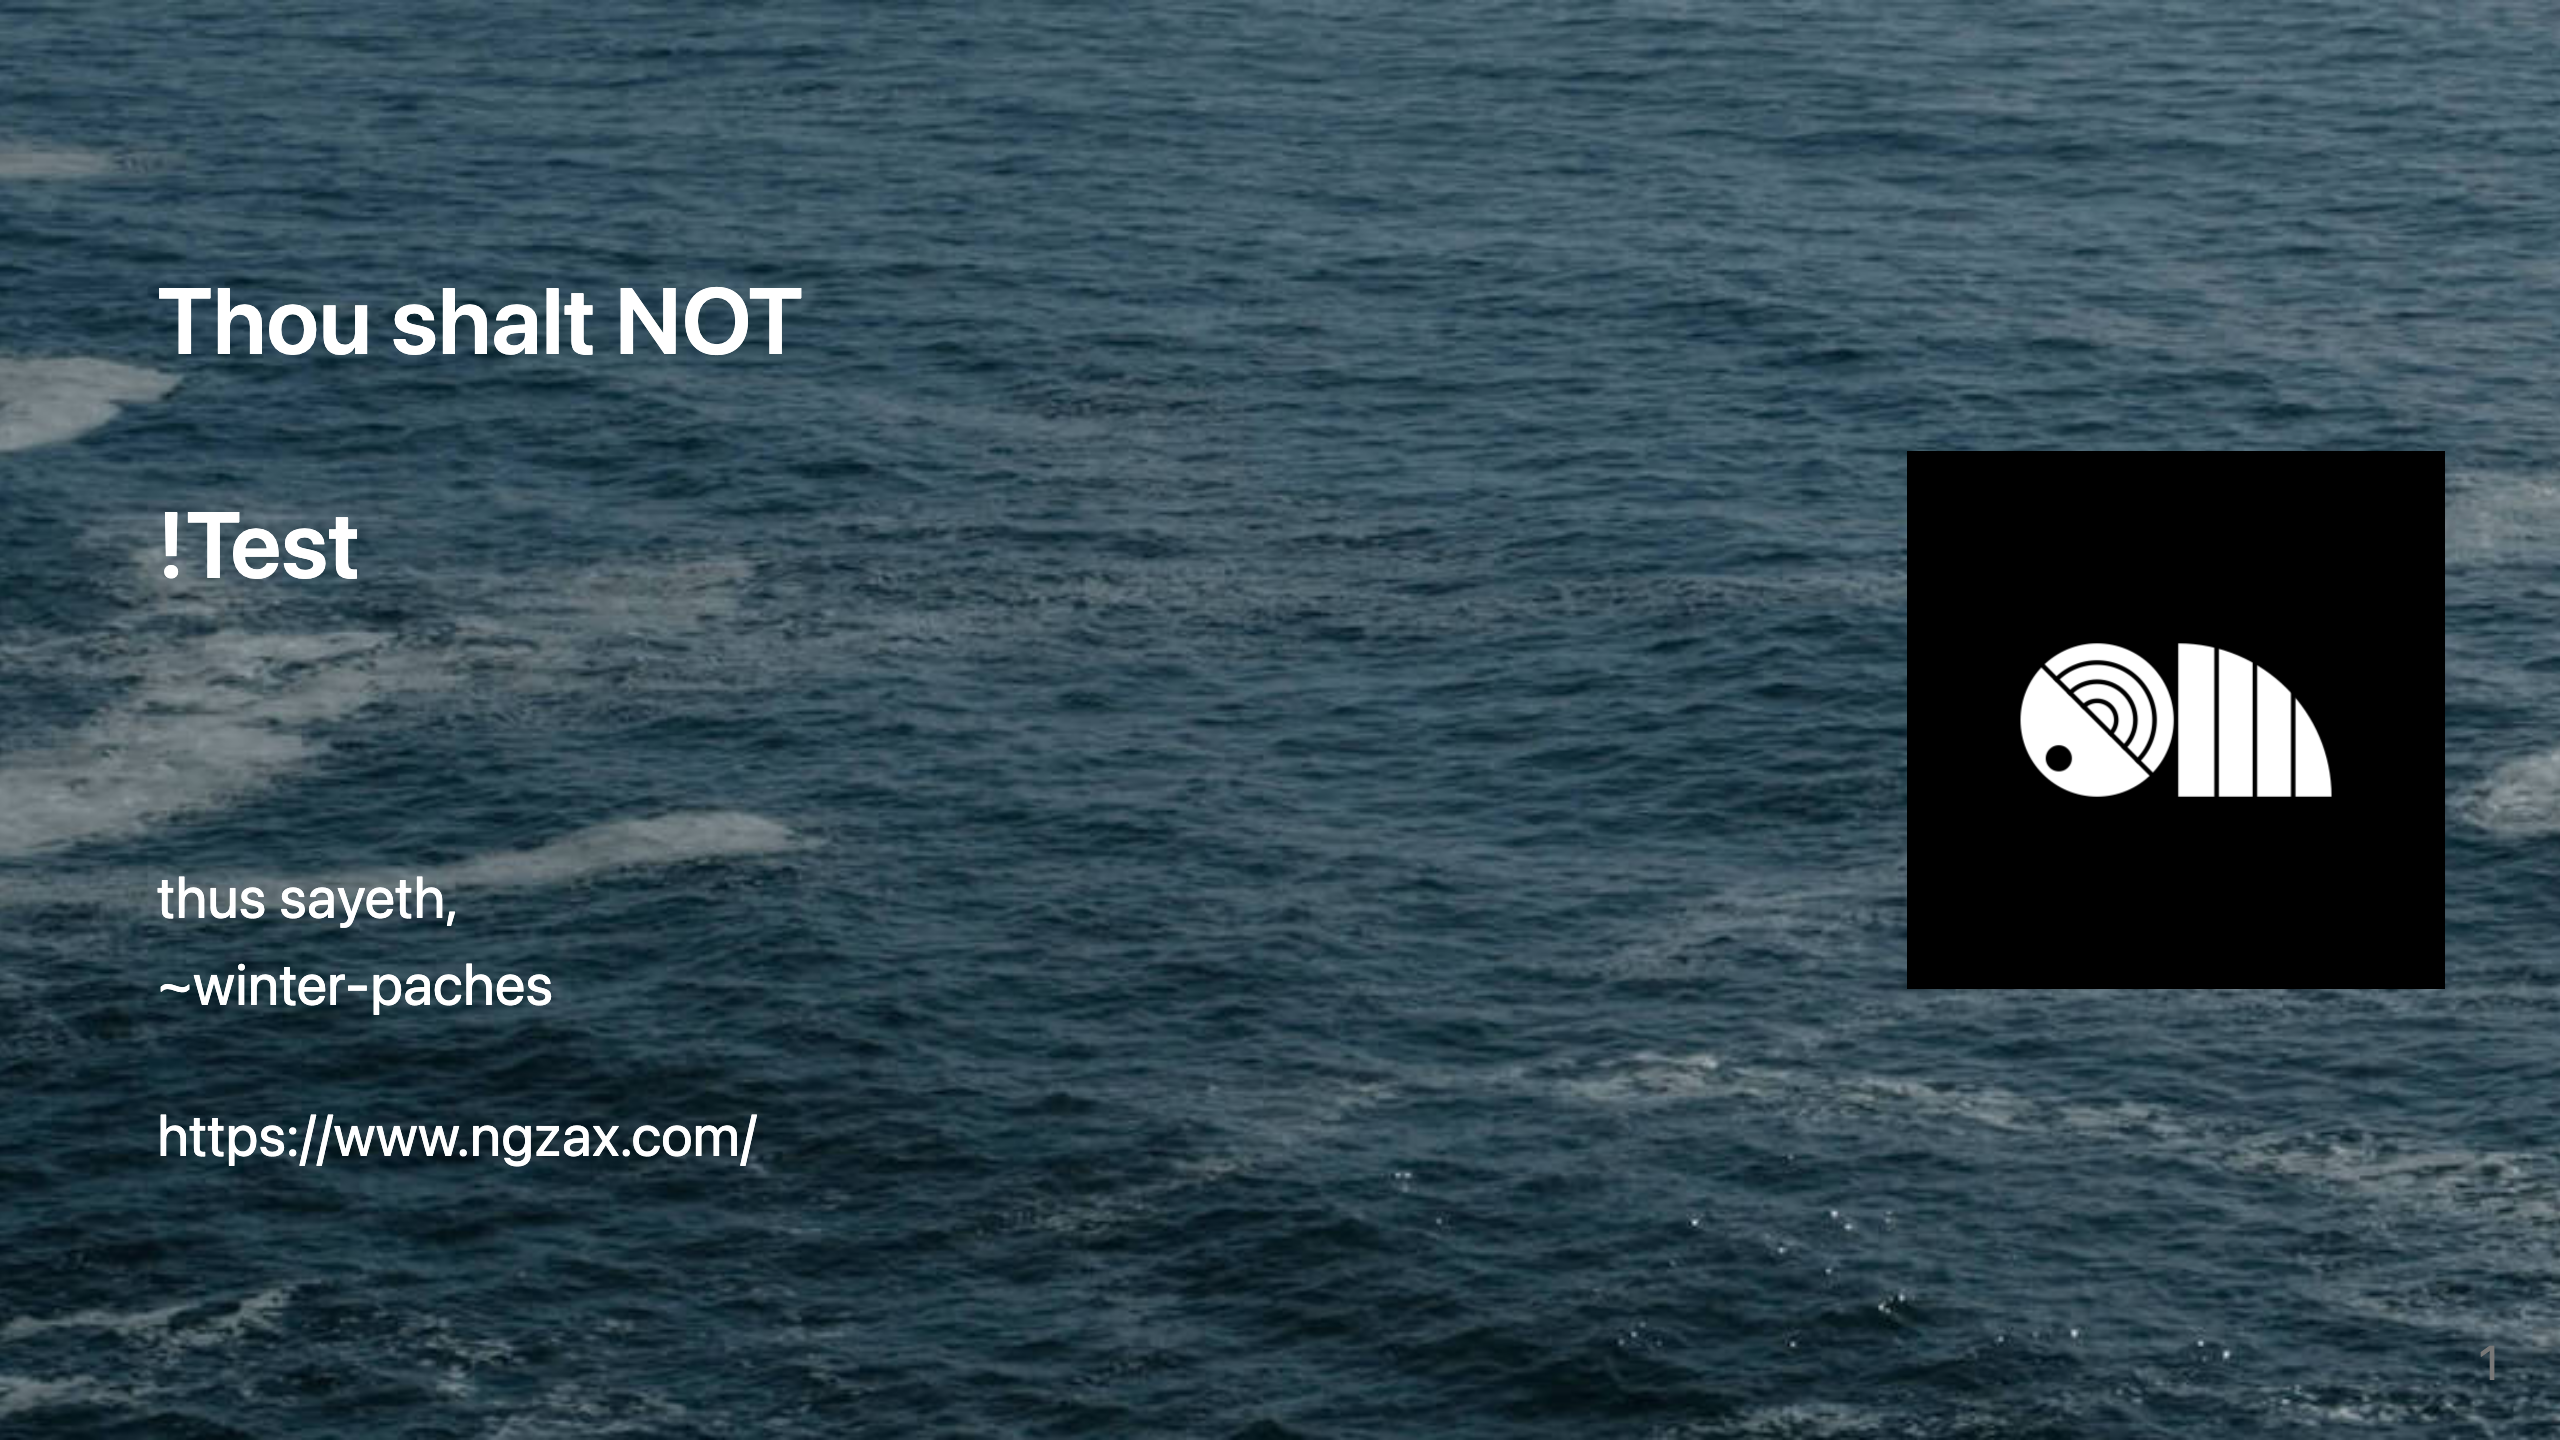 Thou shalt NOT
!Test
thus sayeth,
~winter-paches
https://www.ngzax.com/
1